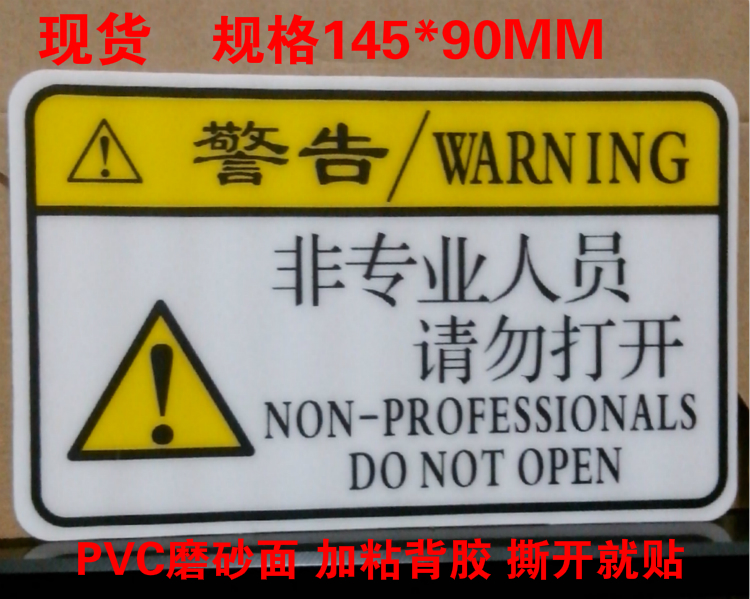 现货 规格145*90MM
警告/WARNING
非专业人员
请勿打开
NON-PROFESSIONALS
DO NOT OPEN
PVC磨砂面 加粘背胶 撕开就贴